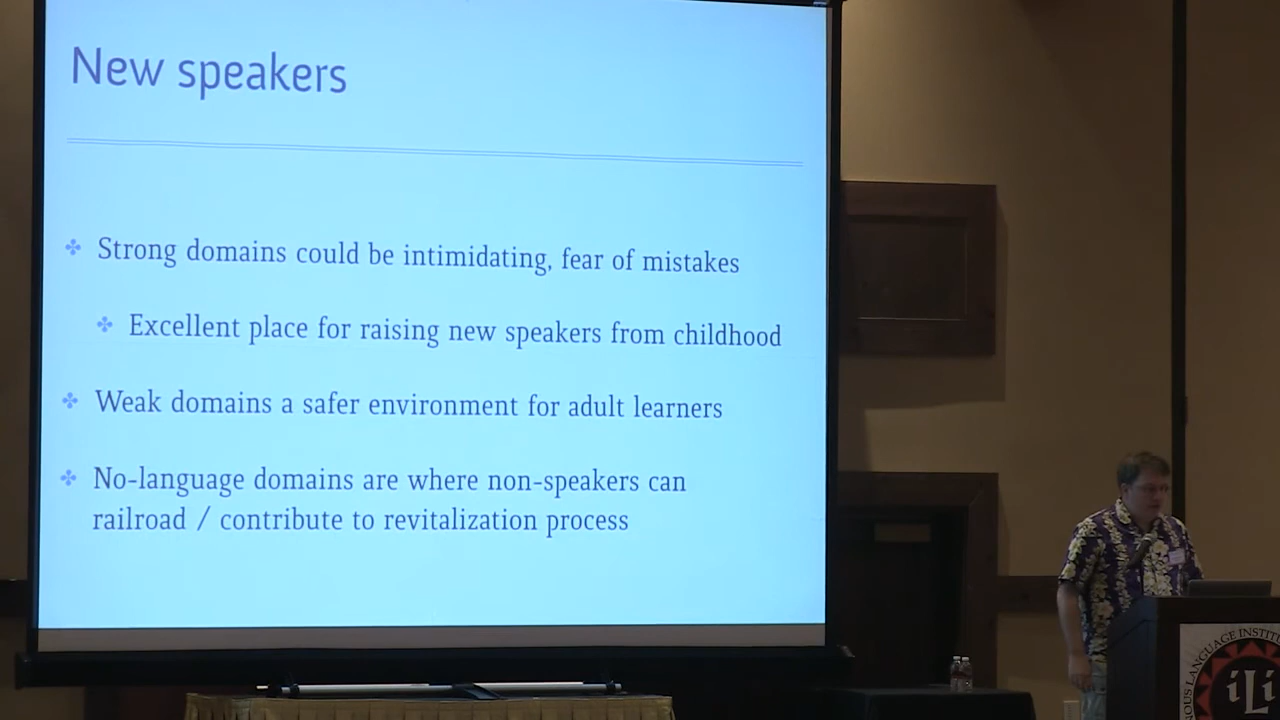 New speakers
Strong domains could be intimidating, fear of mistakes
Excellent place for raising new speakers from childhood
Weak domains a safer environment for adult learners
No-language domains are where non-speakers can
railroad / contribute to revitalization process
LANGUAGE
iLi